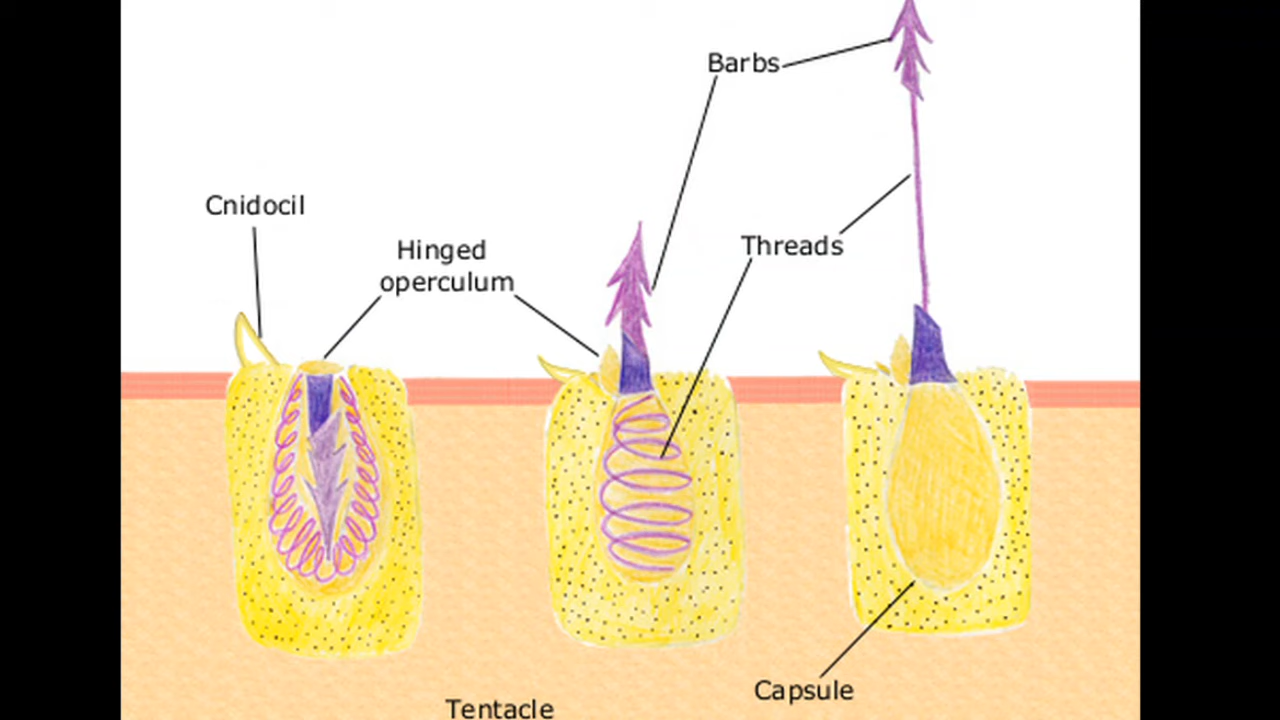 Barbs
Cnidocil
Hinged
operculum
Threads
Capsule
Tentacle